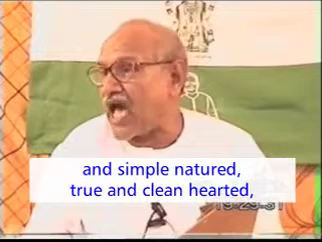 and simple natured,
true and clean hearted,